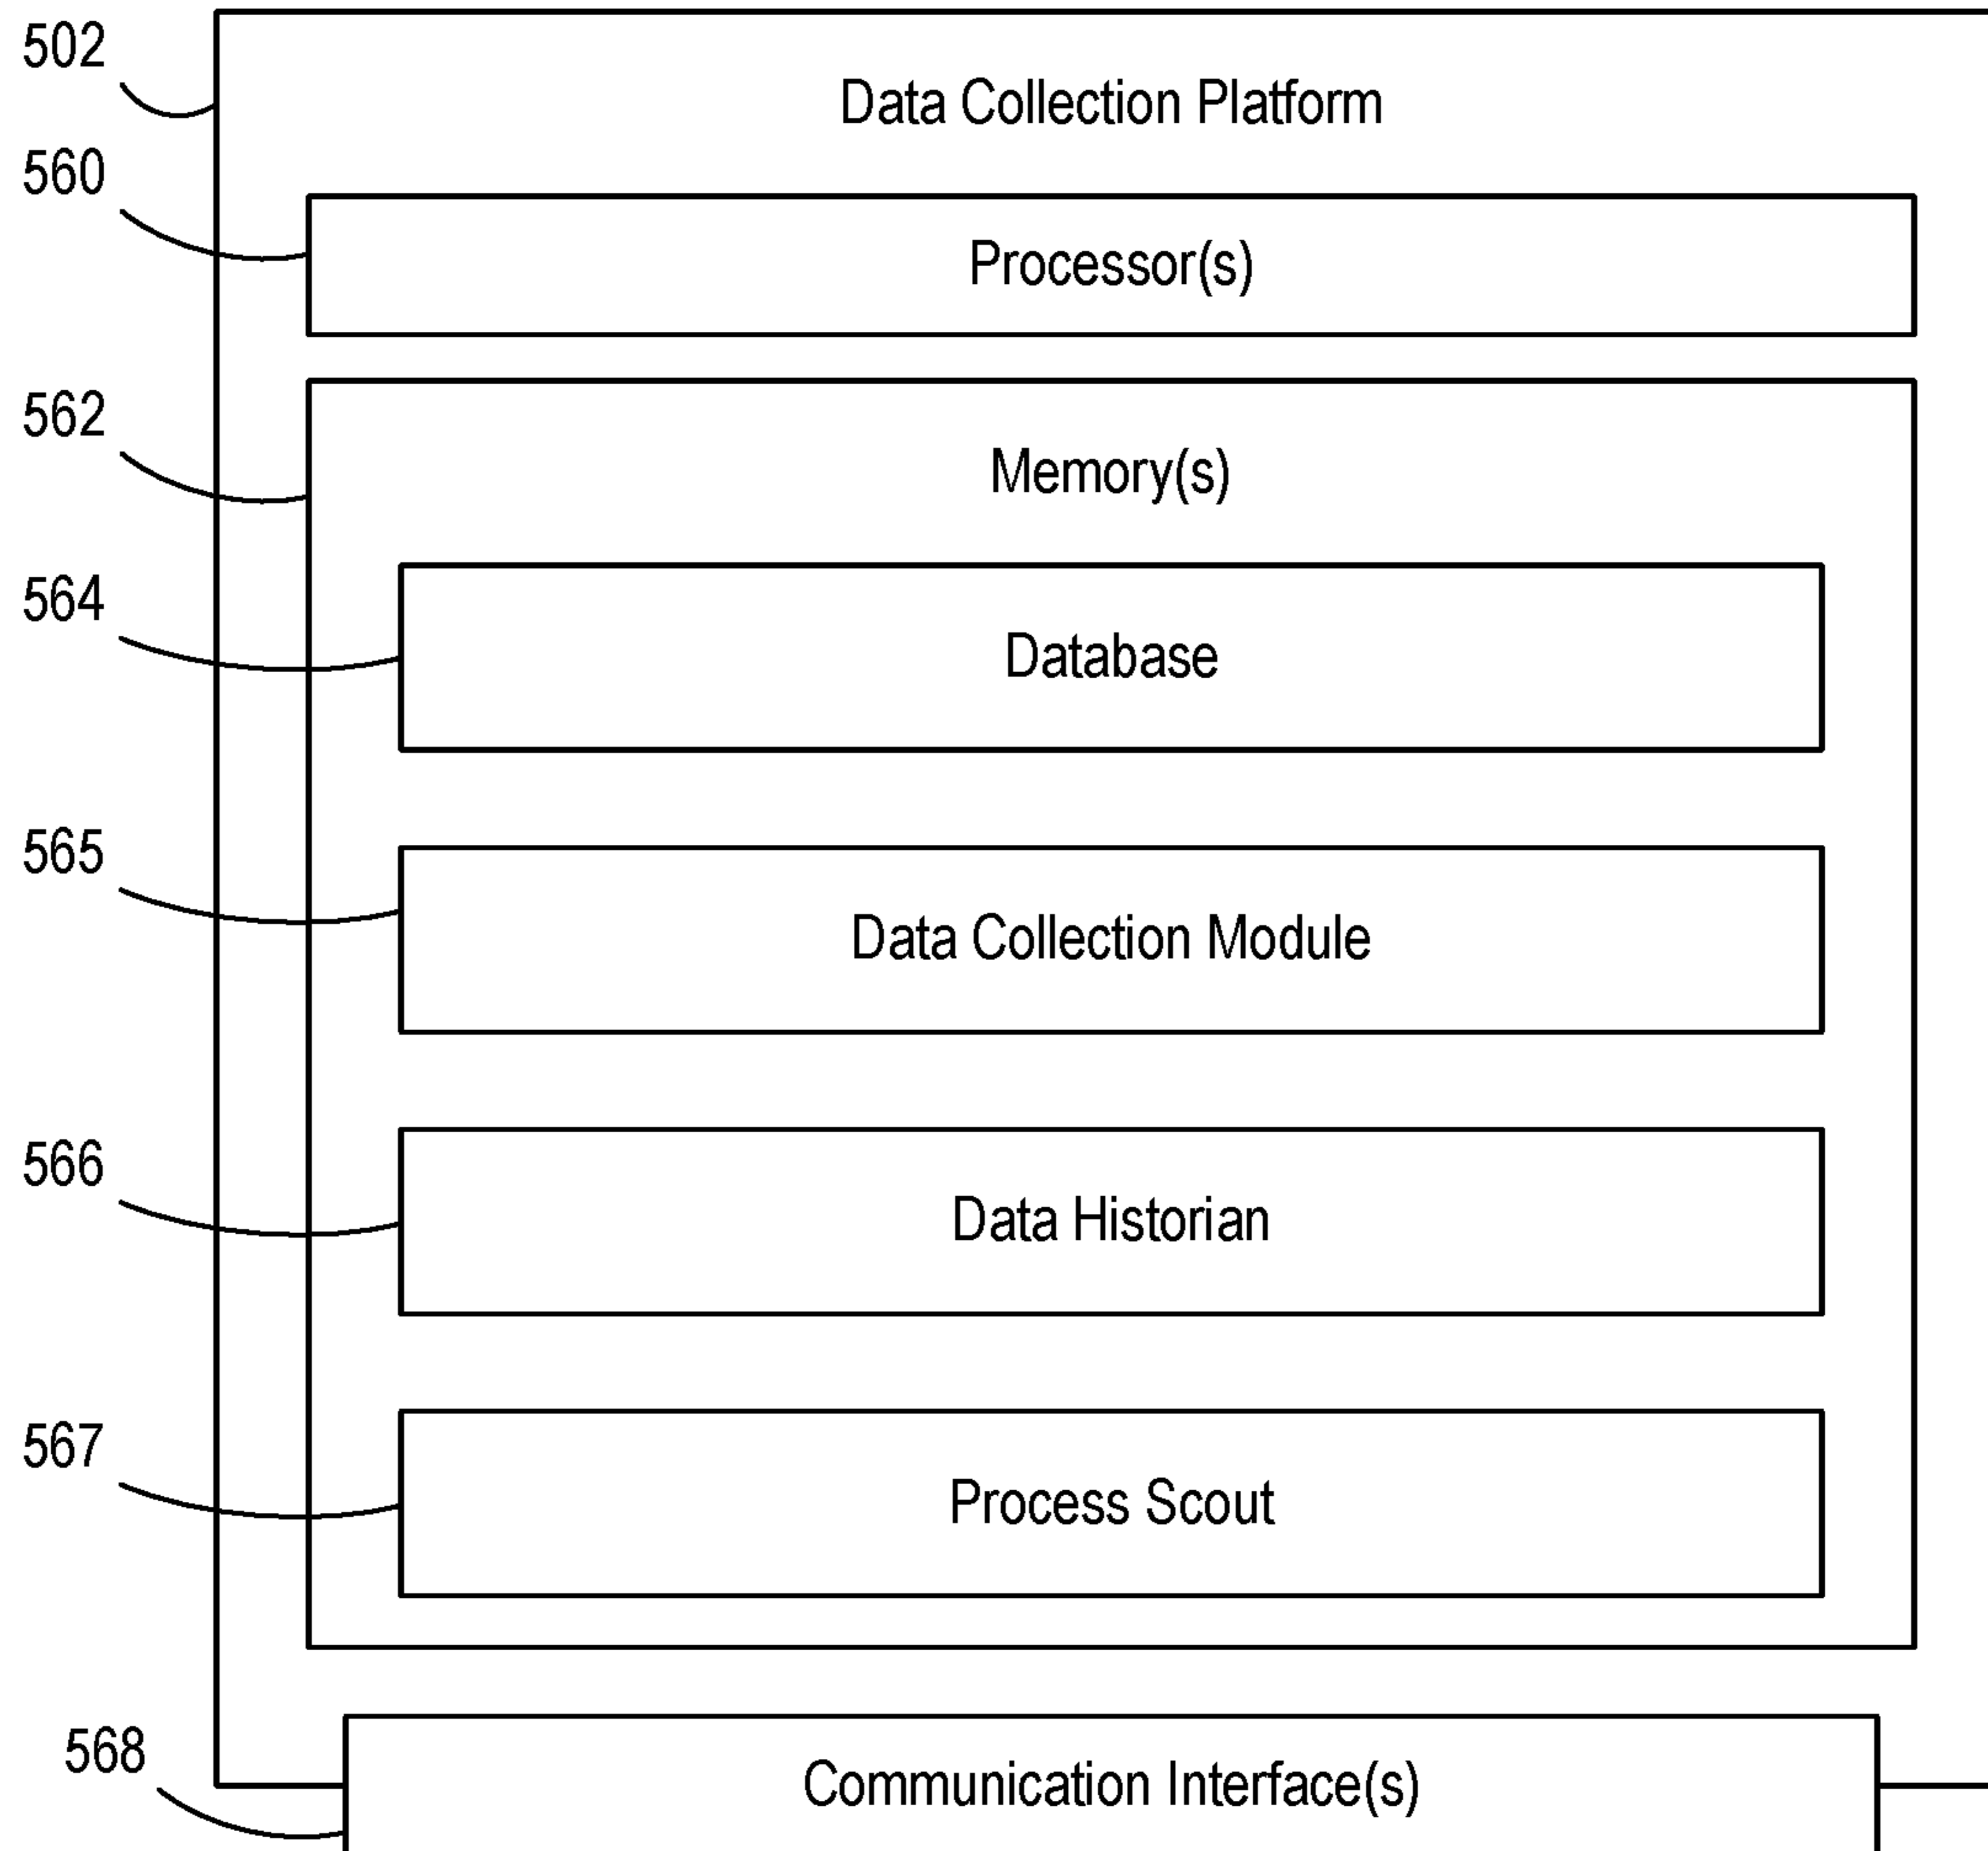 502
Data Collection Platform
560
Processor(s)
562
Memory(s)
564
Database
565
Data Collection Module
566
Data Historian
567
Process Scout
568
Communication Interface(s)